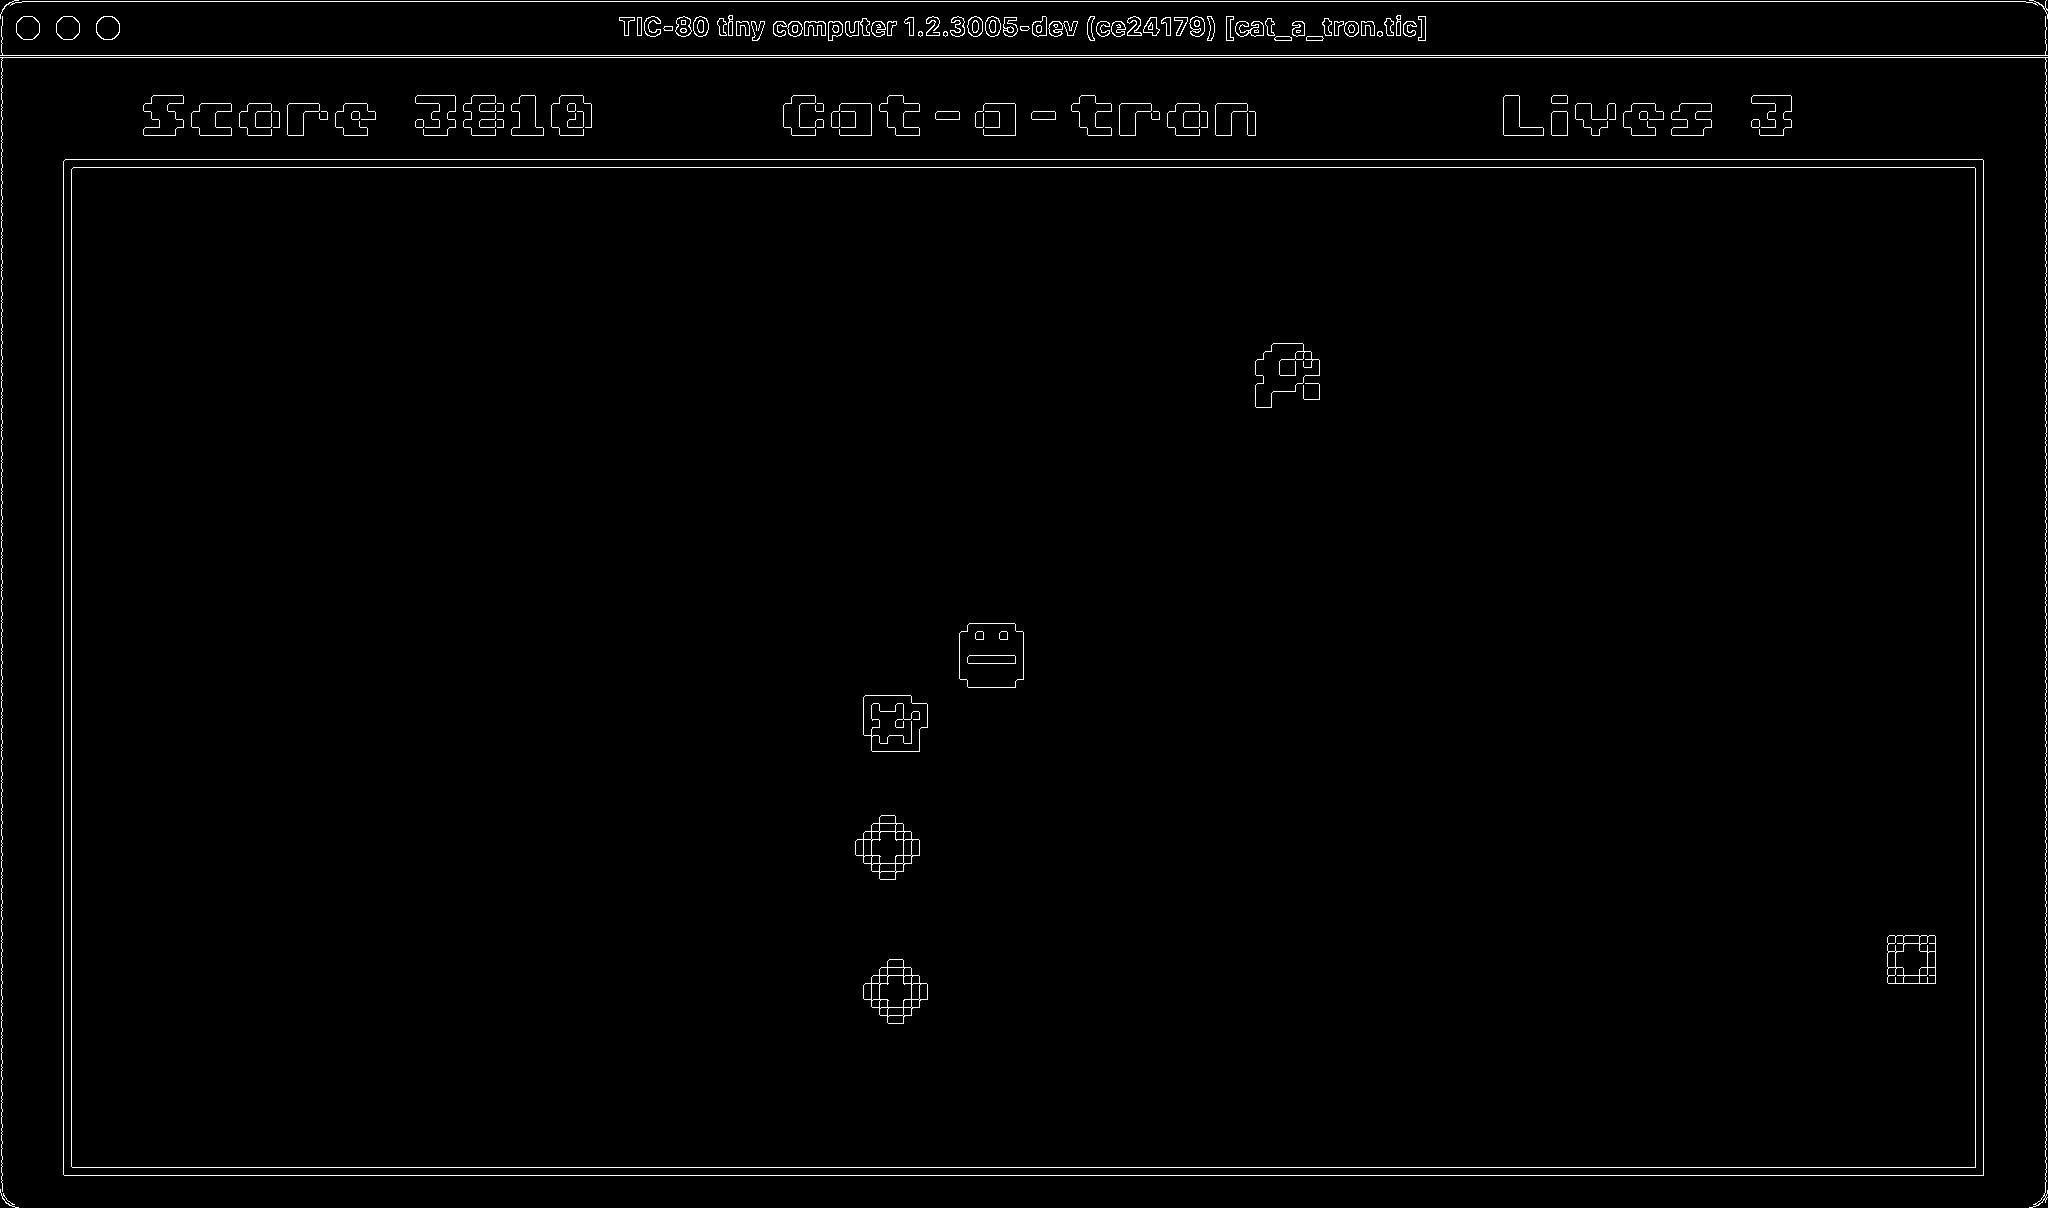 TIC-80 tiny computer 1.2.3005-dev (ce24179) [cat_a_tron.tic]
Score 3810 Cat-a-tron Lives 3